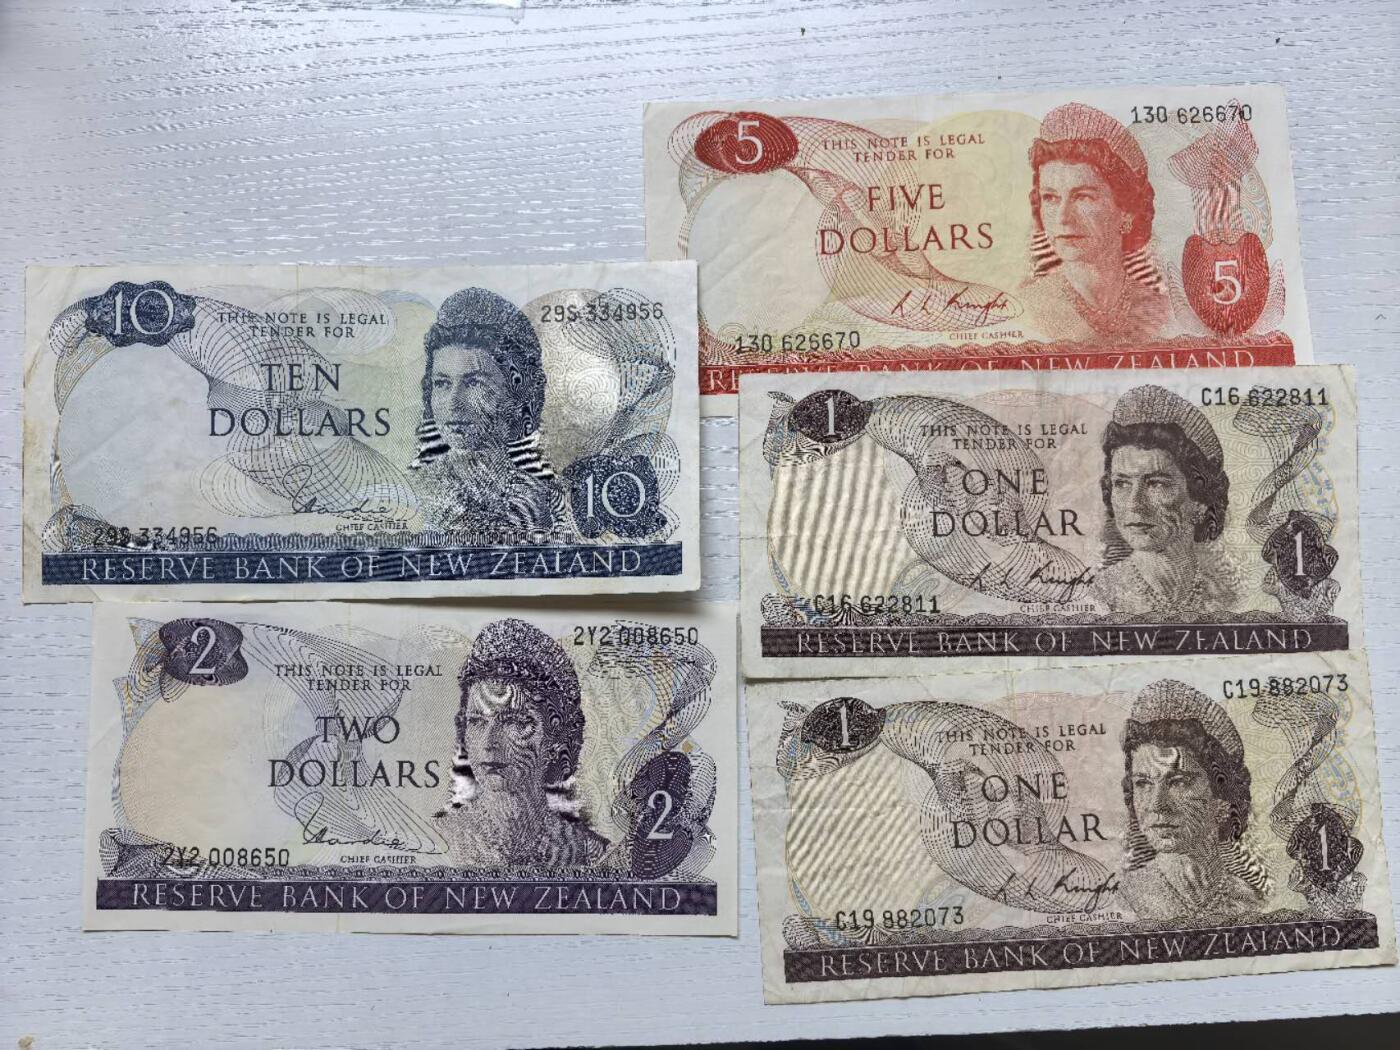 5
130 626670
THIS NOTE IS LEGAL
TENDER FOR
FIVE
DOLLARS
5
R. L. Knight
CHIEF CASHIER
130 626670
RESERVE BANK OF NEW ZEALAND
10
29S 334956
THIS NOTE IS LEGAL
TENDER FOR
TEN
DOLLARS
10
Hardie
CHIEF CASHIER
29S 334956
RESERVE BANK OF NEW ZEALAND
1
C16 622811
THIS NOTE IS LEGAL
TENDER FOR
ONE
DOLLAR
1
R. L. Knight
CHIEF CASHIER
C16 622811
RESERVE BANK OF NEW ZEALAND
2
2Y2 008650
THIS NOTE IS LEGAL
TENDER FOR
TWO
DOLLARS
2
Hardie
CHIEF CASHIER
2Y2 008650
RESERVE BANK OF NEW ZEALAND
1
C19 882073
THIS NOTE IS LEGAL
TENDER FOR
ONE
DOLLAR
1
R. L. Knight
CHIEF CASHIER
C19 882073
RESERVE BANK OF NEW ZEALAND